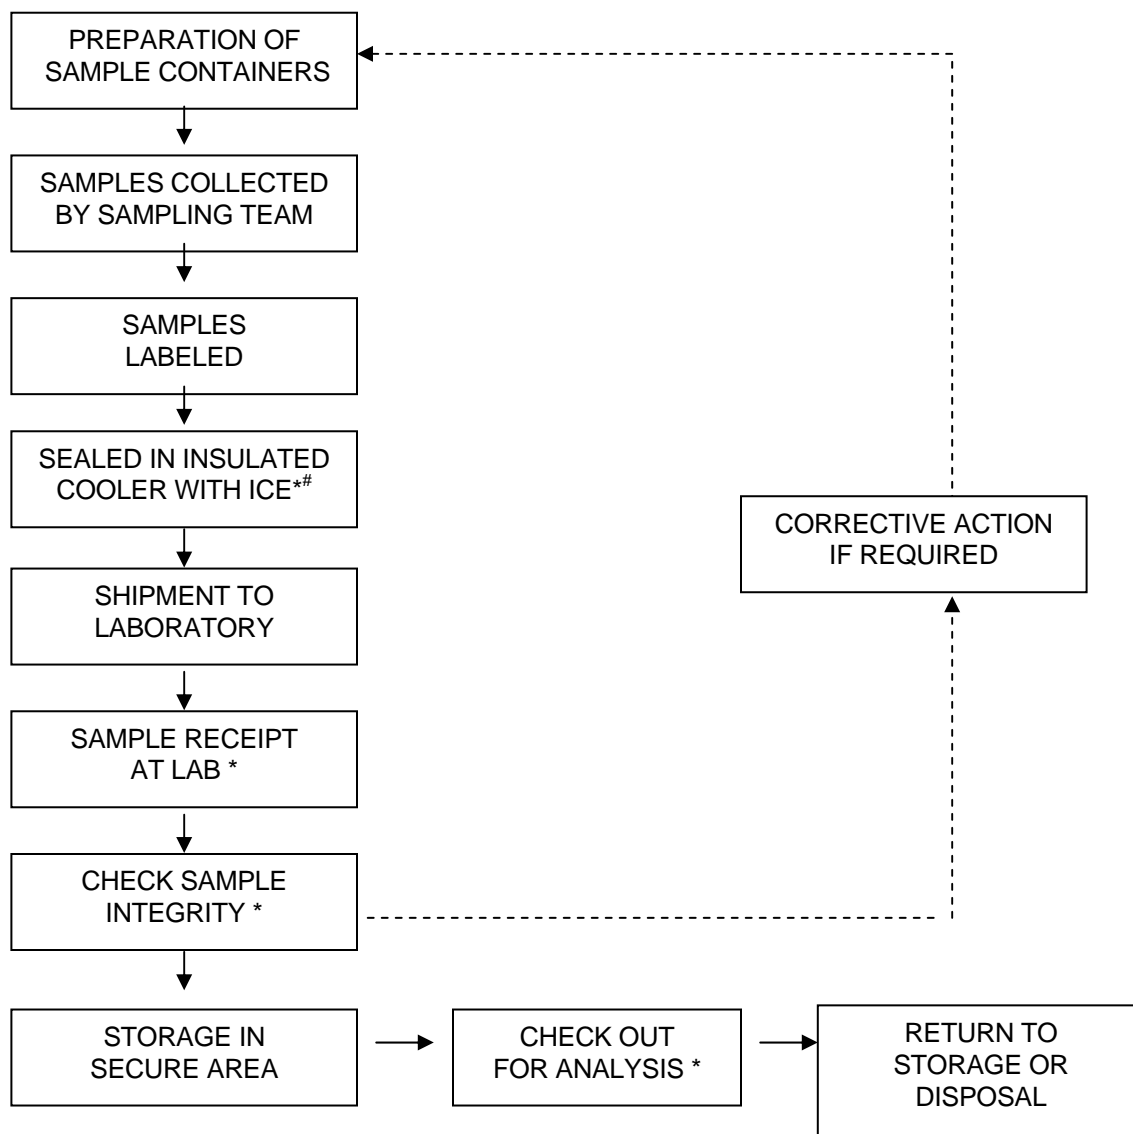 PREPARATION OF
SAMPLE CONTAINERS
SAMPLES COLLECTED
BY SAMPLING TEAM
SAMPLES
LABELED
SEALED IN INSULATED
COOLER WITH ICE*#
CORRECTIVE ACTION
IF REQUIRED
SHIPMENT TO
LABORATORY
SAMPLE RECEIPT
AT LAB *
CHECK SAMPLE
INTEGRITY *
STORAGE IN
SECURE AREA
CHECK OUT
FOR ANALYSIS *
RETURN TO
STORAGE OR
DISPOSAL